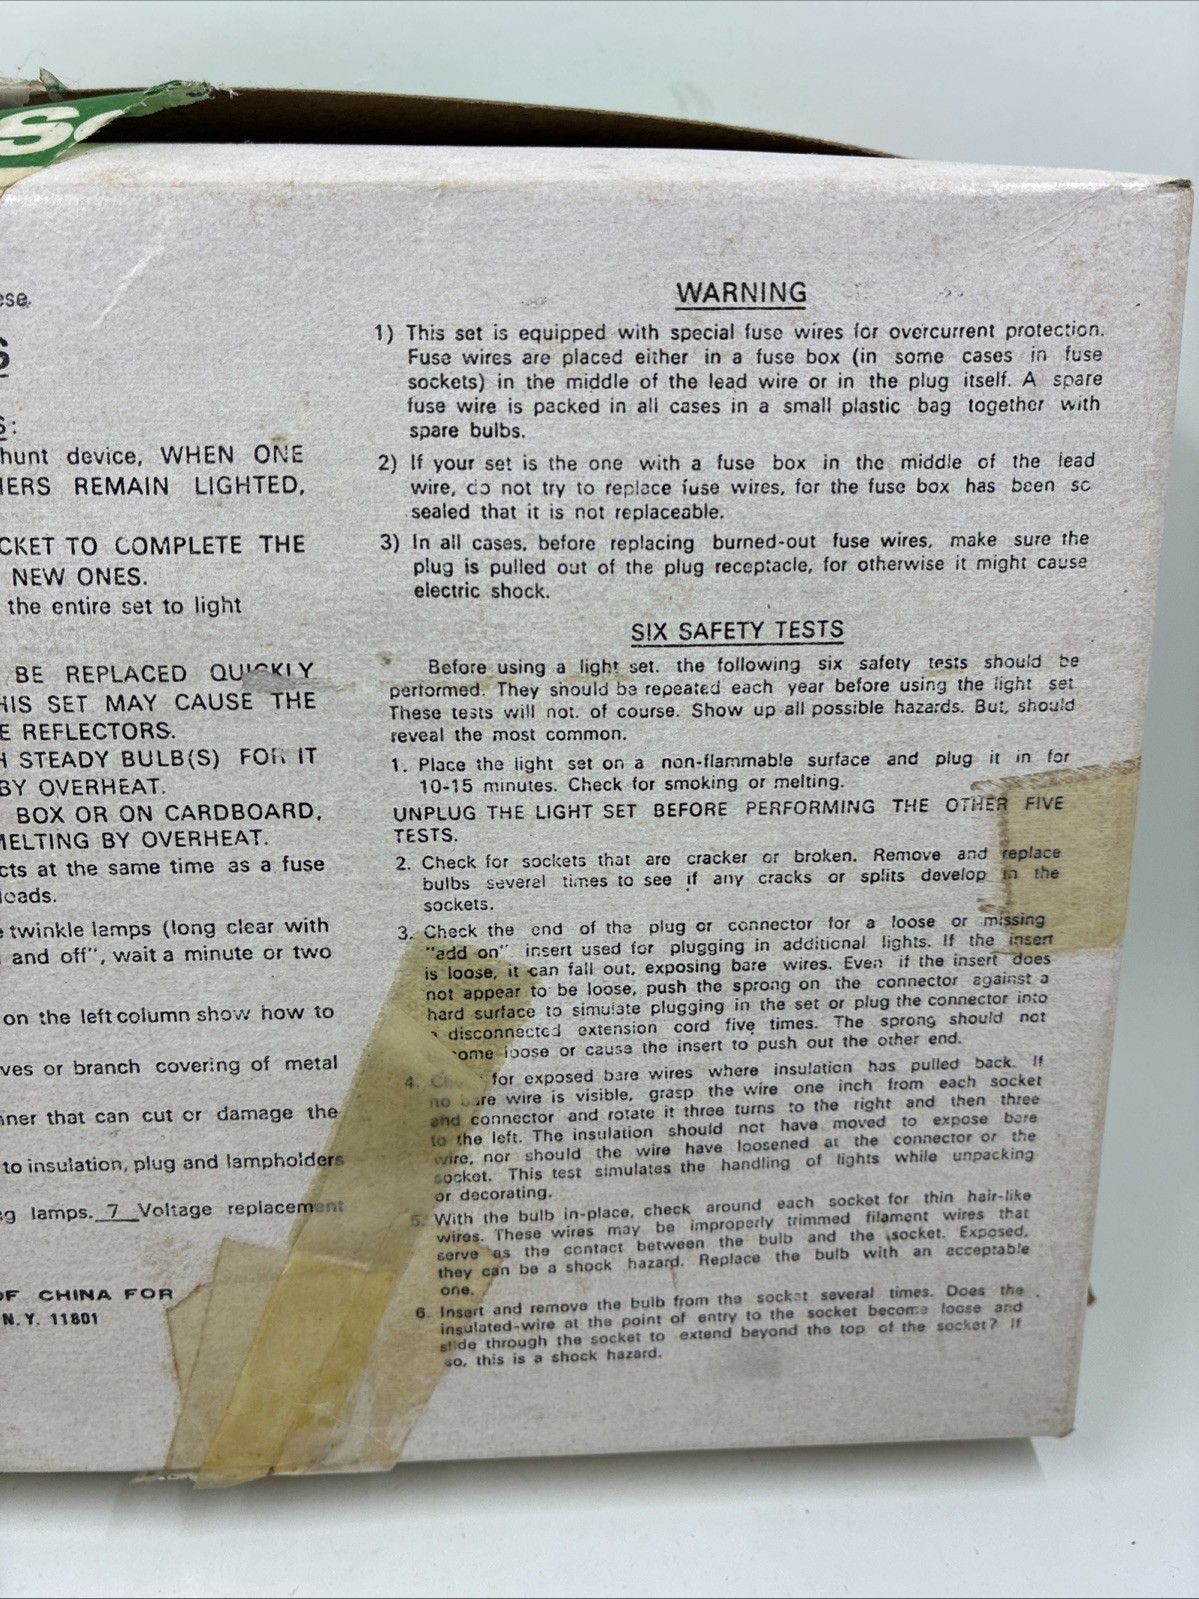 S
ese.
S
S:
hunt device, WHEN ONE
HERS REMAIN LIGHTED,
CKET TO COMPLETE THE
NEW ONES.
the entire set to light
BE REPLACED QUICKLY
HIS SET MAY CAUSE THE
E REFLECTORS.
H STEADY BULB(S) FOR IT
BY OVERHEAT.
BOX OR ON CARDBOARD,
MELTING BY OVERHEAT.
cts at the same time as a fuse
loads.
e twinkle lamps (long clear with
and off", wait a minute or two
on the left column show how to
ves or branch covering of metal
nner that can cut or damage the
to insulation, plug and lampholders
g lamps. 7 Voltage replacement
OF CHINA FOR
N.Y. 11801
WARNING
1) This set is equipped with special fuse wires for overcurrent protection.
Fuse wires are placed either in a fuse box (in some cases in fuse
sockets) in the middle of the lead wire or in the plug itself. A spare
fuse wire is packed in all cases in a small plastic bag together with
spare bulbs.
2) If your set is the one with a fuse box in the middle of the lead
wire, do not try to replace fuse wires, for the fuse box has been so
sealed that it is not replaceable.
3) In all cases, before replacing burned-out fuse wires, make sure the
plug is pulled out of the plug receptacle, for otherwise it might cause
electric shock.
SIX SAFETY TESTS
Before using a light set. the following six safety tests should be
performed. They should be repeated each year before using the light set
These tests will not. of course. Show up all possible hazards. But, should
reveal the most common.
1. Place the light set on a non-flammable surface and plug it in for
10-15 minutes. Check for smoking or melting.
UNPLUG THE LIGHT SET BEFORE PERFORMING THE OTHER FIVE
TESTS.
2. Check for sockets that are cracker or broken. Remove and replace
bulbs several times to see if any cracks or splits develop in the
sockets.
3. Check the end of the plug or connector for a loose or missing
"add on" insert used for plugging in additional lights. If the insert
is loose, it can fall out, exposing bare wires. Even if the insert does
not appear to be loose, push the sprong on the connector against a
hard surface to simulate plugging in the set or plug the connector into
a disconnected extension cord five times. The sprong should not
come loose or cause the insert to push out the other end.
4. for exposed bare wires where insulation has pulled back. If
no wire is visible, grasp the wire one inch from each socket
and connector and rotate it three turns to the right and then three
to the left. The insulation should not have moved to expose bare
wire, nor should the wire have loosened at the connector or the
socket. This test simulates the handling of lights while unpacking
or decorating.
5. With the bulb in-place, check around each socket for thin hair-like
wires. These wires may be improperly trimmed filament wires that
serve as the contact between the bulb and the socket. Exposed,
they can be a shock hazard. Replace the bulb with an acceptable
one.
6. Insert and remove the bulb from the socket several times. Does the
insulated-wire at the point of entry to the socket become loose and
slide through the socket to extend beyond the top of the socket? If
so, this is a shock hazard.